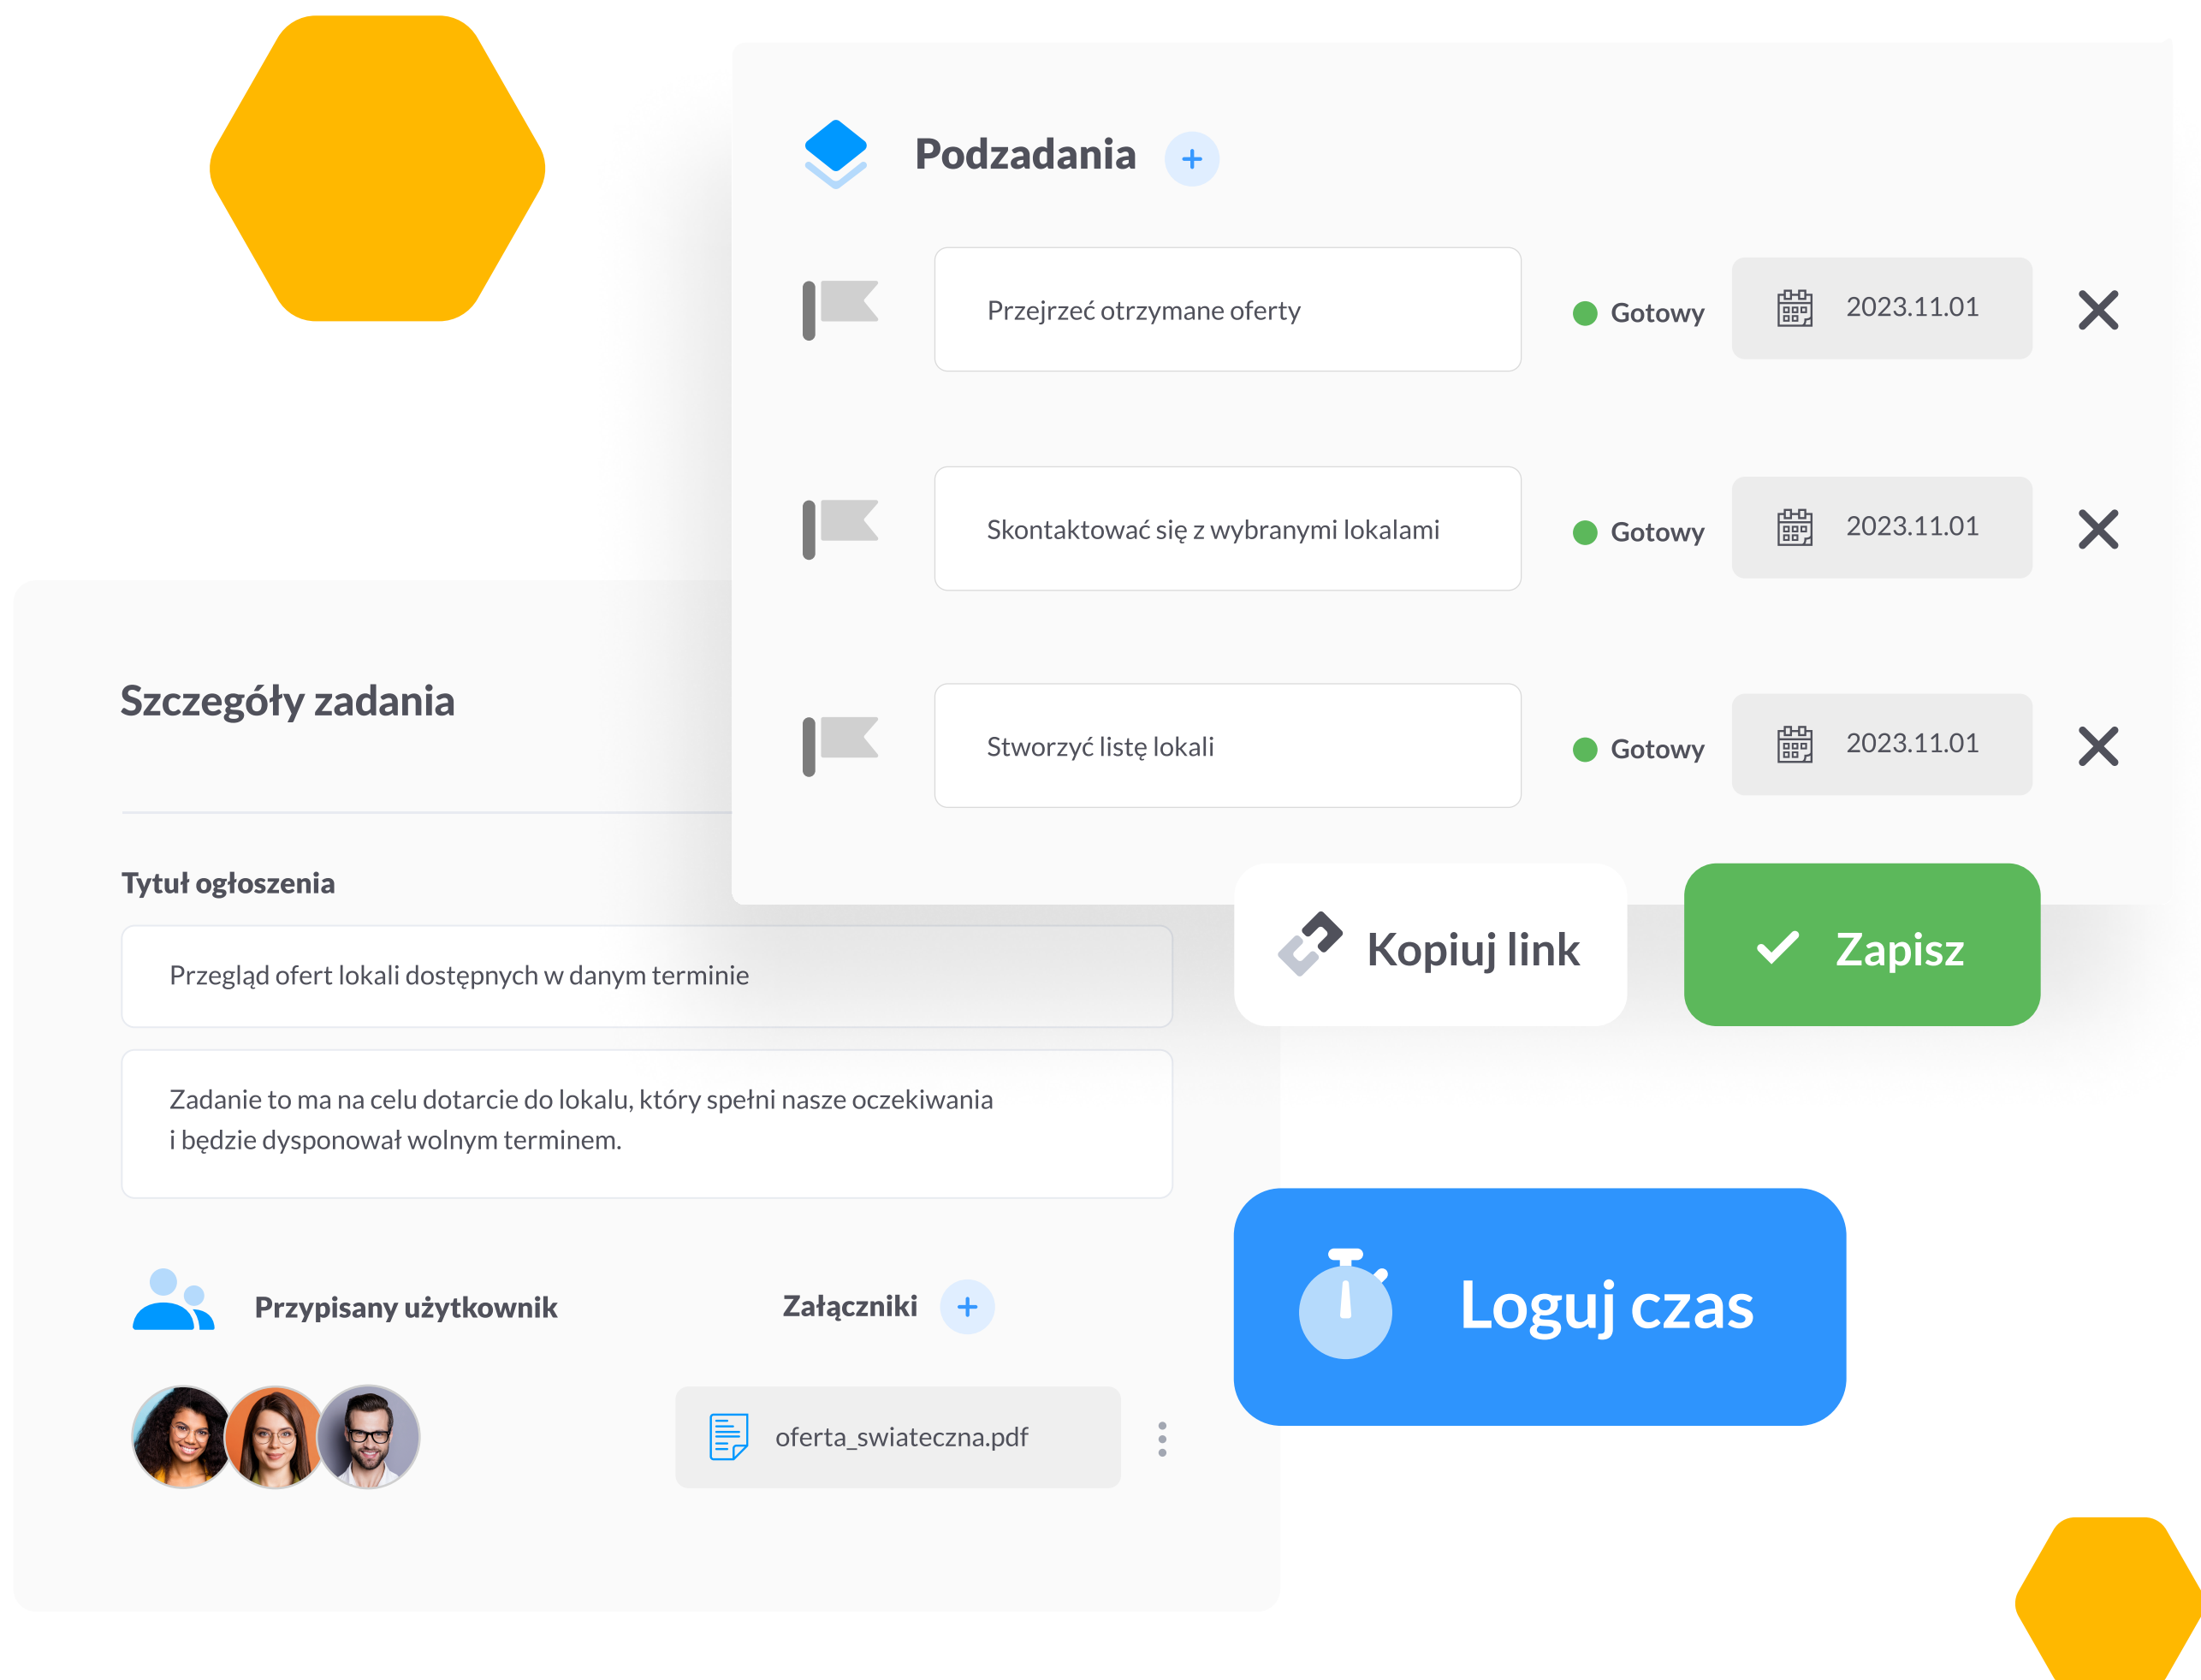 Podzadania
Przejrzeć otrzymane oferty
Gotowy
2023.11.01
Skontaktować się z wybranymi lokalami
Gotowy
2023.11.01
Stworzyć listę lokali
Gotowy
2023.11.01
Kopiuj link
Zapisz
Szczegóły zadania
Tytuł ogłoszenia
Przegląd ofert lokali dostępnych w danym terminie
Zadanie to ma na celu dotarcie do lokalu, który spełni nasze oczekiwania
i będzie dysponował wolnym terminem.
Przypisany użytkownik
Załączniki
oferta_swiateczna.pdf
Loguj czas